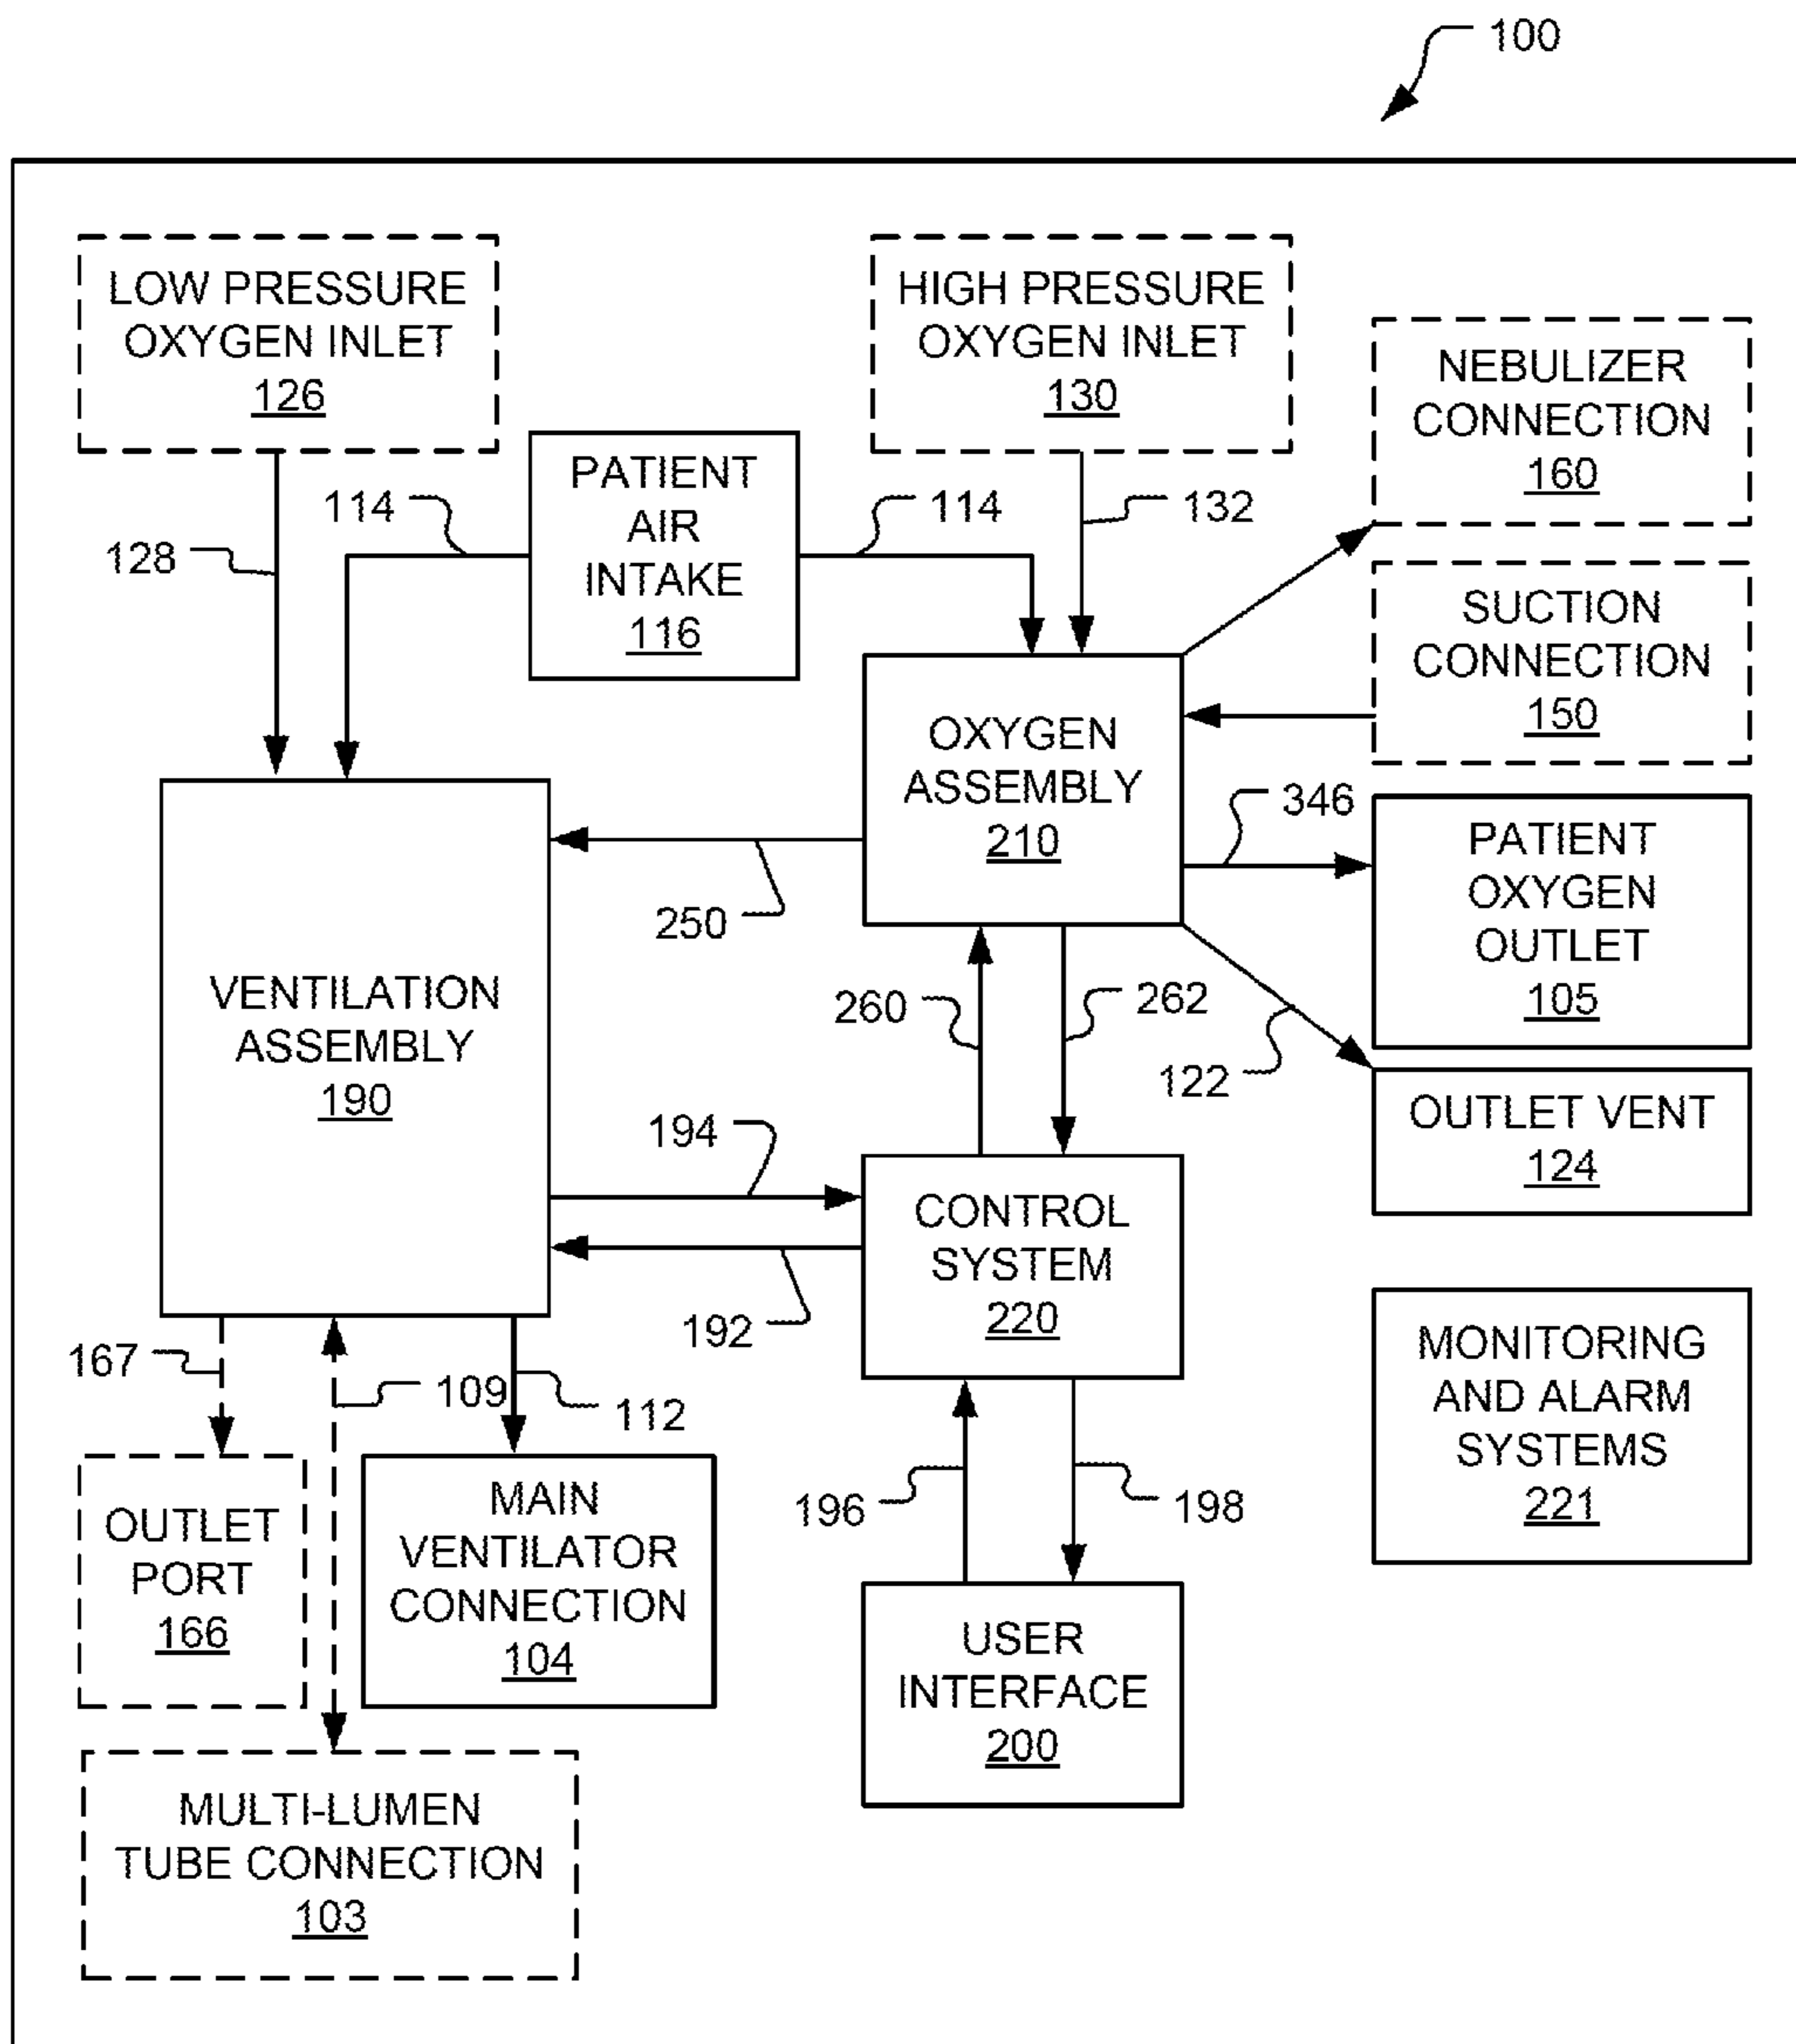 100
LOW PRESSURE
OXYGEN INLET
126
HIGH PRESSURE
OXYGEN INLET
130
NEBULIZER
CONNECTION
160
PATIENT
AIR
INTAKE
116
114
114
132
128
SUCTION
CONNECTION
150
OXYGEN
ASSEMBLY
210
346
PATIENT
OXYGEN
OUTLET
105
250
VENTILATION
ASSEMBLY
190
260
262
122
OUTLET VENT
124
194
CONTROL
SYSTEM
220
192
MONITORING
AND ALARM
SYSTEMS
221
167
109
112
OUTLET
PORT
166
MAIN
VENTILATOR
CONNECTION
104
196
198
USER
INTERFACE
200
MULTI-LUMEN
TUBE CONNECTION
103